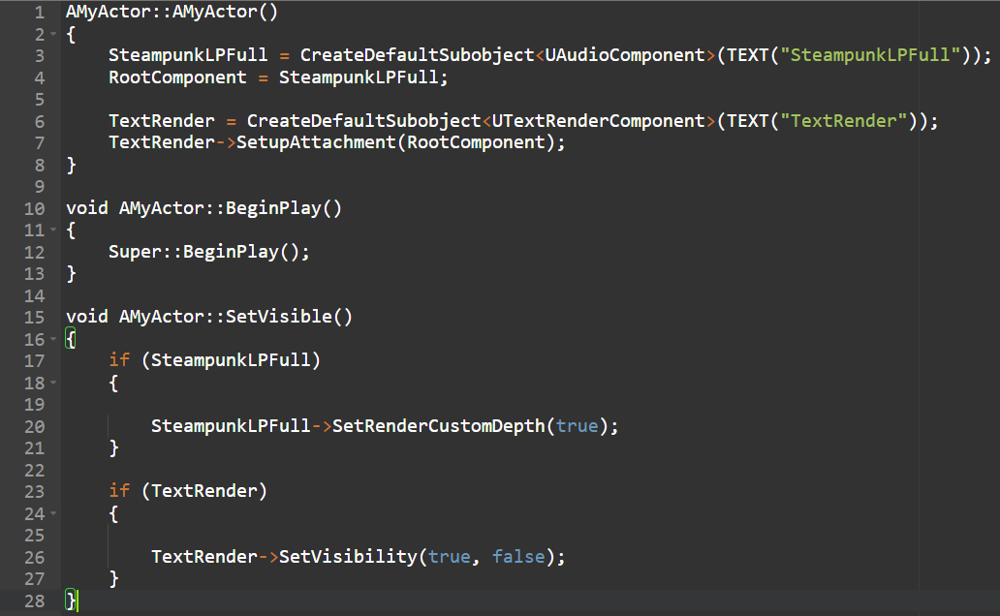 1 AMyActor::AMyActor()
2 {
3     SteampunkLPFull = CreateDefaultSubobject<UAudioComponent>(TEXT("SteampunkLPFull"));
4     RootComponent = SteampunkLPFull;
5
6     TextRender = CreateDefaultSubobject<UTextRenderComponent>(TEXT("TextRender"));
7     TextRender->SetupAttachment(RootComponent);
8 }
9
10 void AMyActor::BeginPlay()
11 {
12     Super::BeginPlay();
13 }
14
15 void AMyActor::SetVisible()
16 {
17     if (SteampunkLPFull)
18     {
19
20         SteampunkLPFull->SetRenderCustomDepth(true);
21     }
22
23     if (TextRender)
24     {
25
26         TextRender->SetVisibility(true, false);
27     }
28 }